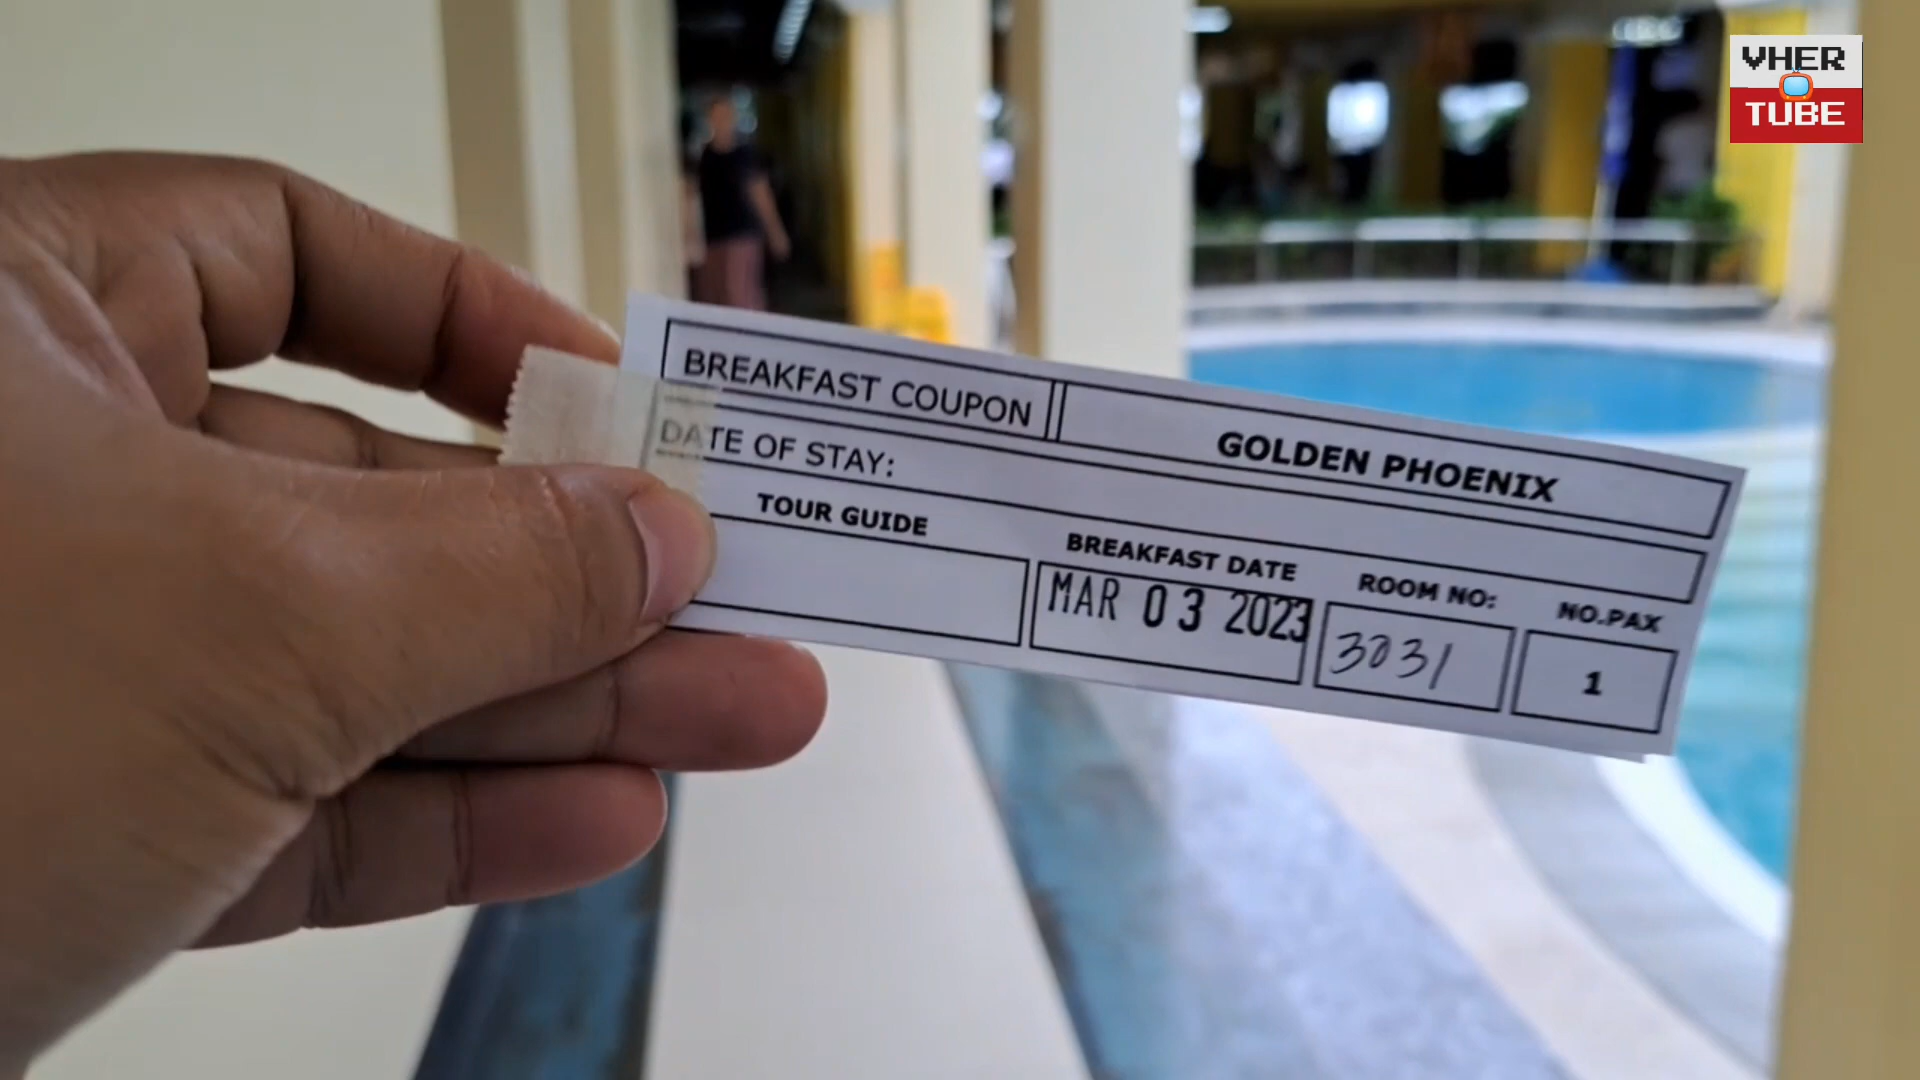 VHER
TUBE
BREAKFAST COUPON
GOLDEN PHOENIX
DATE OF STAY:
TOUR GUIDE
BREAKFAST DATE
ROOM NO:
NO.PAX
MAR 03 2023
3031
1